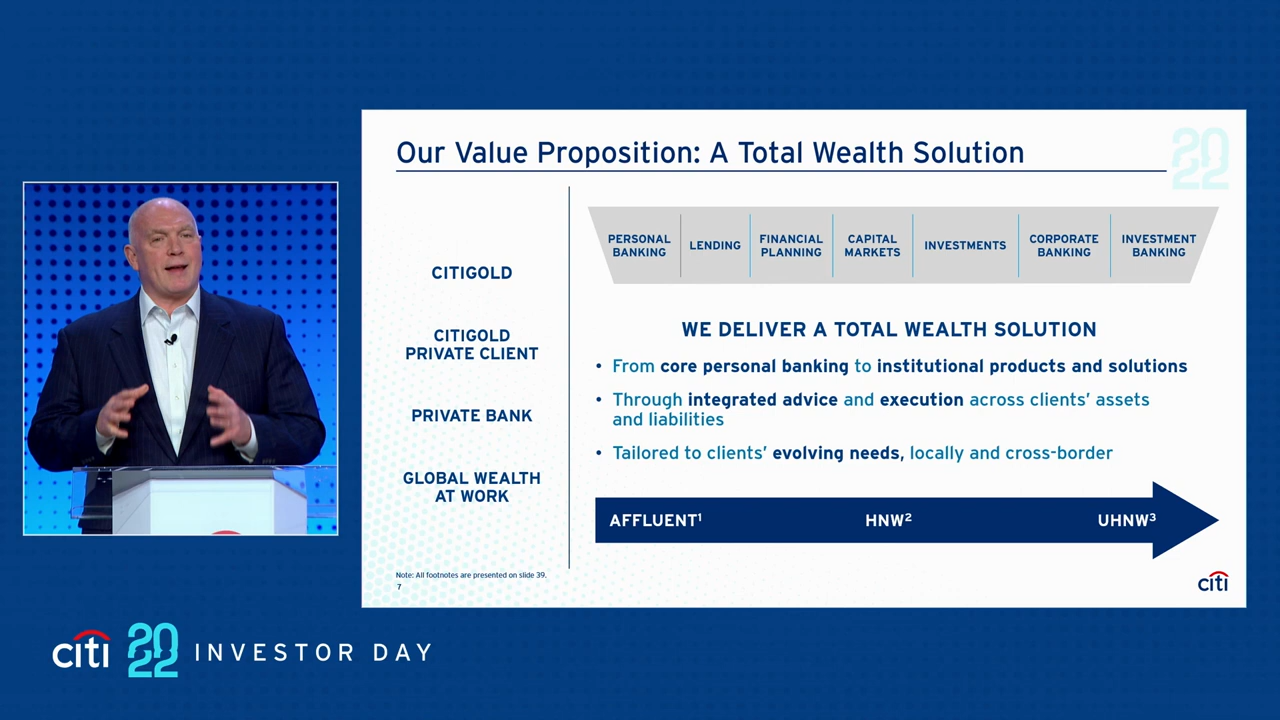 Our Value Proposition: A Total Wealth Solution
2022
CITIGOLD
CITIGOLD
PRIVATE CLIENT
PRIVATE BANK
GLOBAL WEALTH
AT WORK
PERSONAL
BANKING
LENDING
FINANCIAL
PLANNING
CAPITAL
MARKETS
INVESTMENTS
CORPORATE
BANKING
INVESTMENT
BANKING
WE DELIVER A TOTAL WEALTH SOLUTION
• From core personal banking to institutional products and solutions
• Through integrated advice and execution across clients’ assets
and liabilities
• Tailored to clients’ evolving needs, locally and cross-border
AFFLUENT¹
HNW²
UHNW³
Note: All footnotes are presented on slide 39.
7
citi
citi 2022 INVESTOR DAY